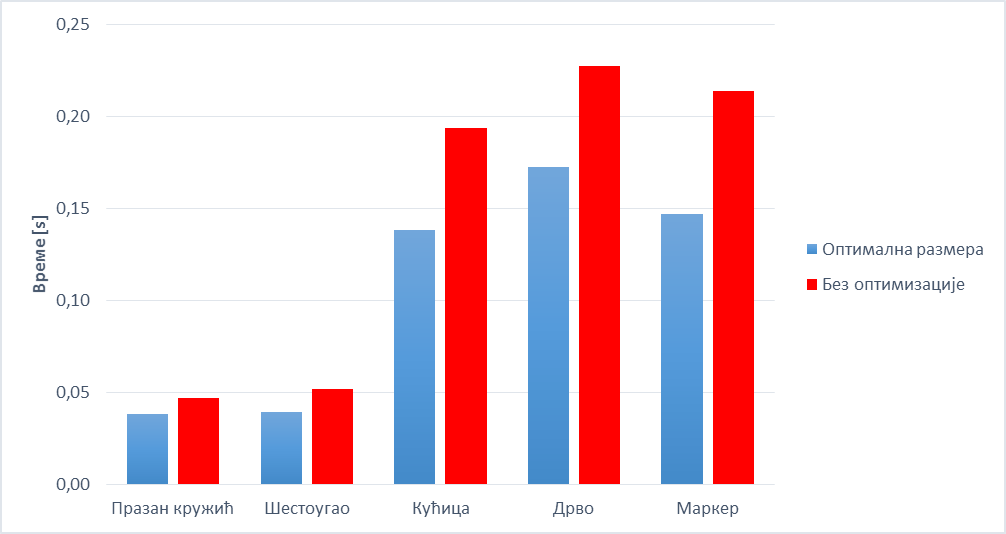 0,25
0,20
0,15
0,10
0,05
0,00
Време [s]
Празан кружић
Шестоугао
Кућица
Дрво
Маркер
Оптимална размера
Без оптимизације